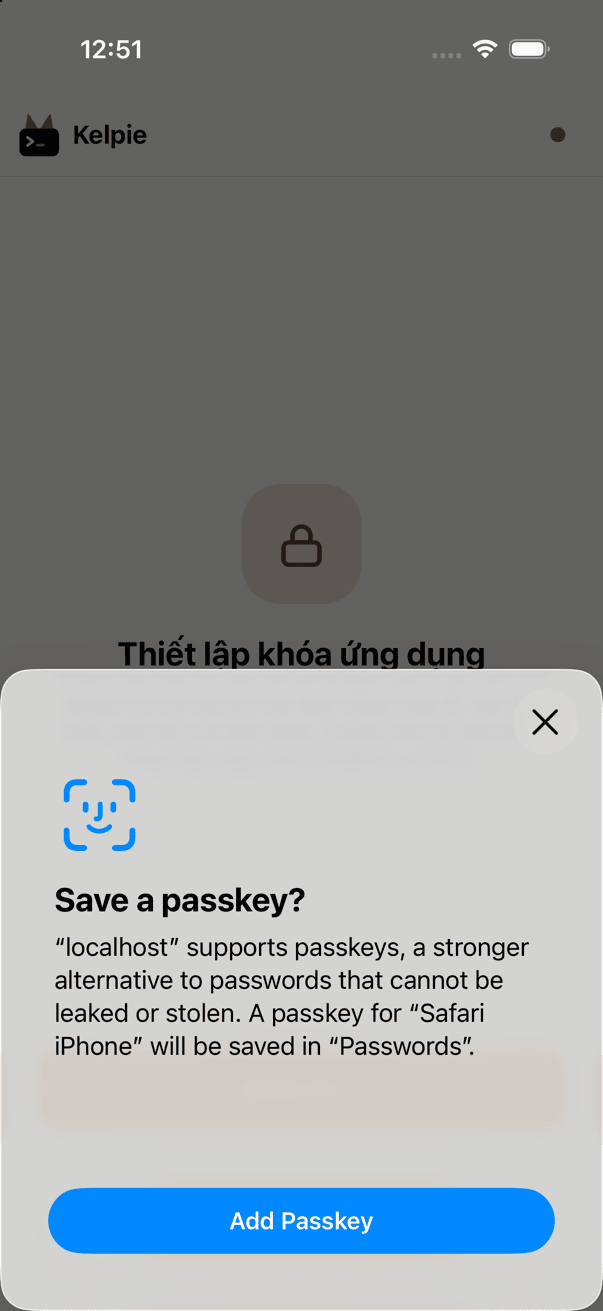 12:51
>_
Kelpie
Thiết lập khóa ứng dụng
Save a passkey?
“localhost” supports passkeys, a stronger
alternative to passwords that cannot be
leaked or stolen. A passkey for “Safari
iPhone” will be saved in “Passwords”.
Add Passkey